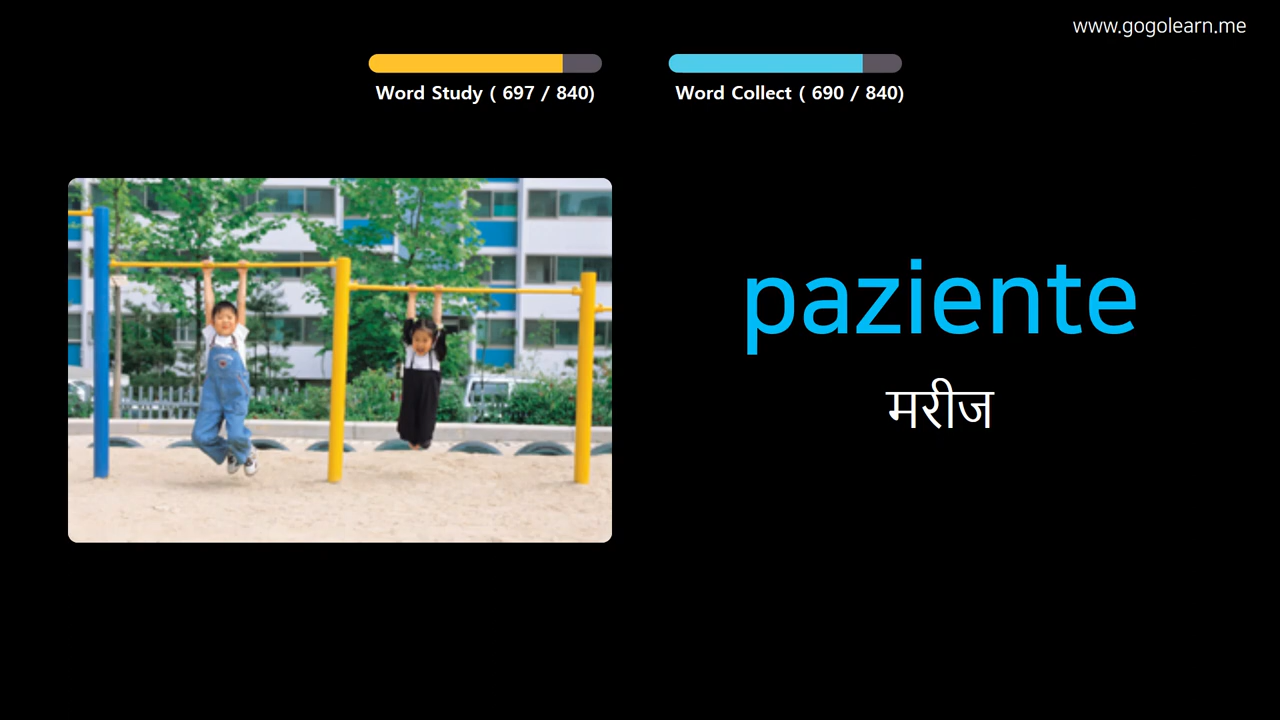 www.gogolearn.me
Word Study ( 697 / 840)
Word Collect ( 690 / 840)
paziente
मरीज